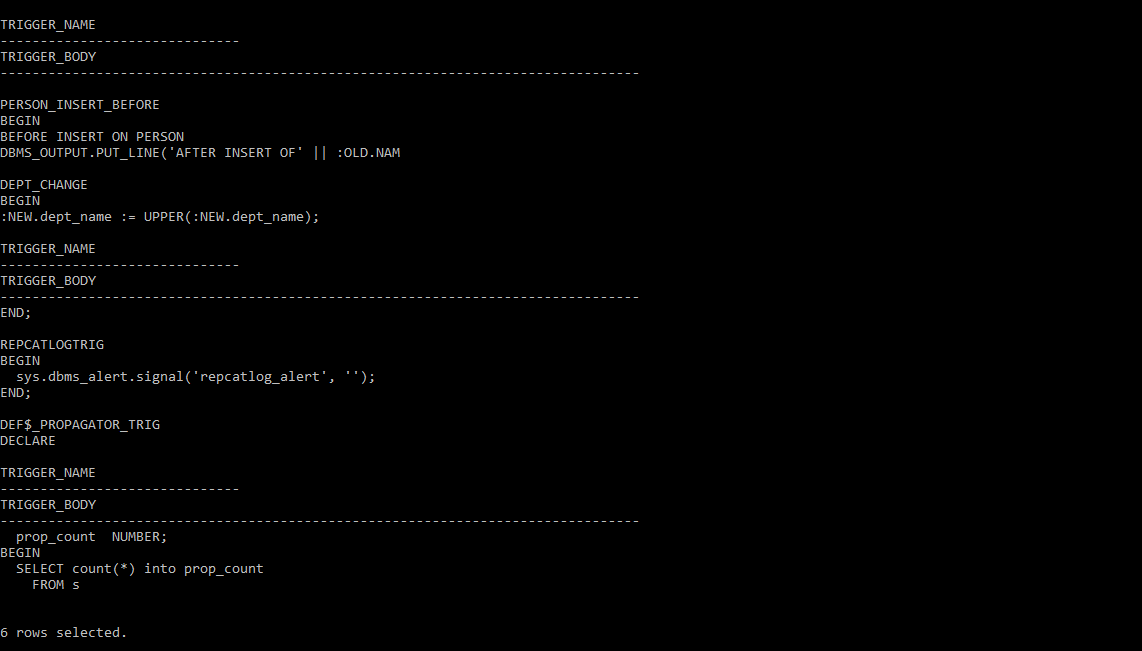 TRIGGER_NAME
------------------------------
TRIGGER_BODY
--------------------------------------------------------------------------------
PERSON_INSERT_BEFORE
BEGIN
BEFORE INSERT ON PERSON
DBMS_OUTPUT.PUT_LINE('AFTER INSERT OF' || :OLD.NAM
DEPT_CHANGE
BEGIN
:NEW.dept_name := UPPER(:NEW.dept_name);
TRIGGER_NAME
------------------------------
TRIGGER_BODY
--------------------------------------------------------------------------------
END;
REPCATLOGTRIG
BEGIN
  sys.dbms_alert.signal('repcatlog_alert', '');
END;
DEF$_PROPAGATOR_TRIG
DECLARE
TRIGGER_NAME
------------------------------
TRIGGER_BODY
--------------------------------------------------------------------------------
  prop_count  NUMBER;
BEGIN
  SELECT count(*) into prop_count
    FROM s
6 rows selected.